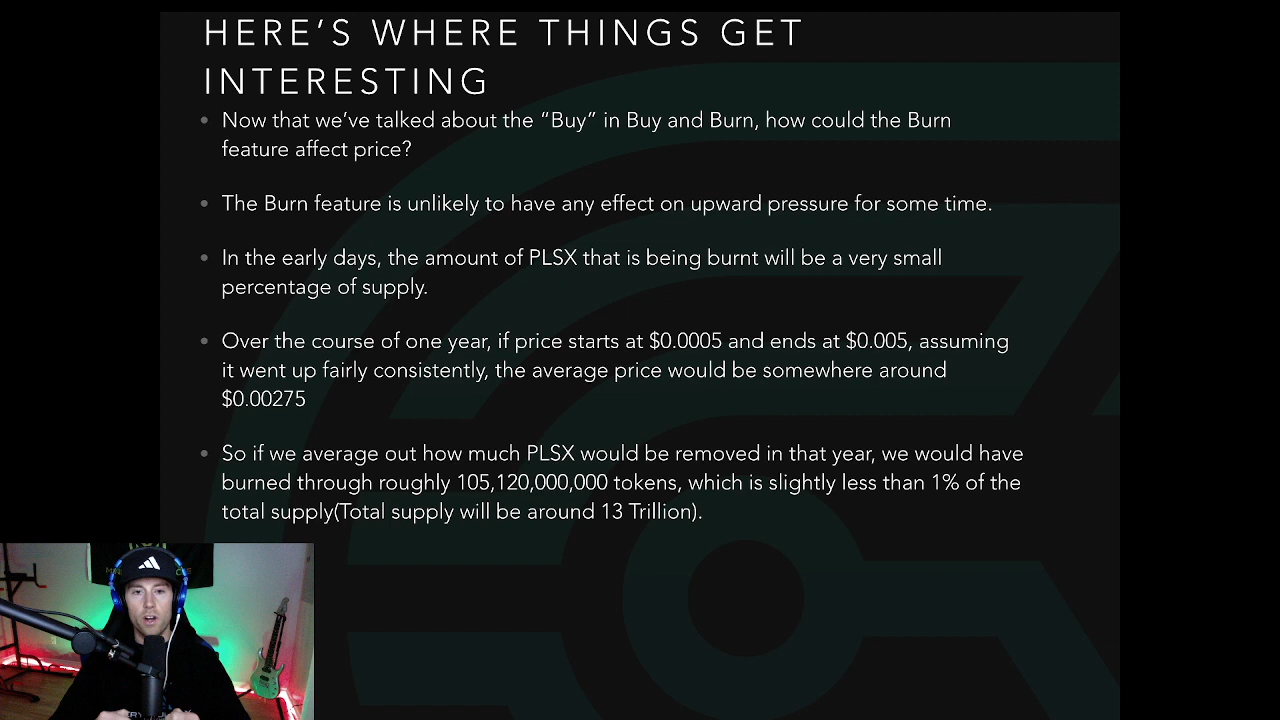 HERE'S WHERE THINGS GET
INTERESTING
• Now that we've talked about the “Buy” in Buy and Burn, how could the Burn
feature affect price?
• The Burn feature is unlikely to have any effect on upward pressure for some time.
• In the early days, the amount of PLSX that is being burnt will be a very small
percentage of supply.
• Over the course of one year, if price starts at $0.0005 and ends at $0.005, assuming
it went up fairly consistently, the average price would be somewhere around
$0.00275
• So if we average out how much PLSX would be removed in that year, we would have
burned through roughly 105,120,000,000 tokens, which is slightly less than 1% of the
total supply(Total supply will be around 13 Trillion).